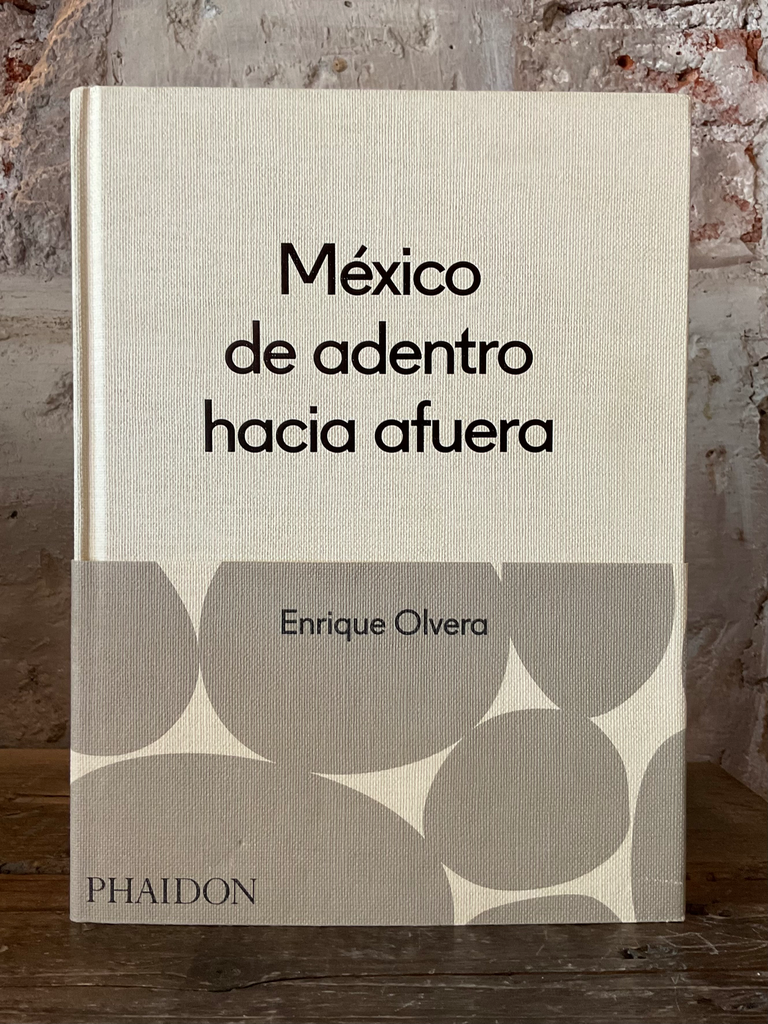 México
de adentro
hacia afuera
Enrique Olvera
PHAIDON